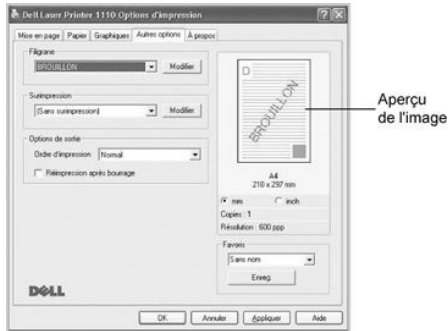 Dell Laser Printer 1110 Options d'impression
Mise en page Papier Graphiques Autres options À propos
Filigrane
BROUILLON Modifier
Surimpression
(Sans surimpression) Modifier
Options de sortie
Ordre d'impression Normal
Réimpression après bourrage
D
BROUILLON
A4
210 x 297 mm
mm inch
Copies : 1
Résolution : 600 ppp
Favoris
Sans nom
Enreg.
DELL
OK Annuler Appliquer Aide
Aperçu
de l'image